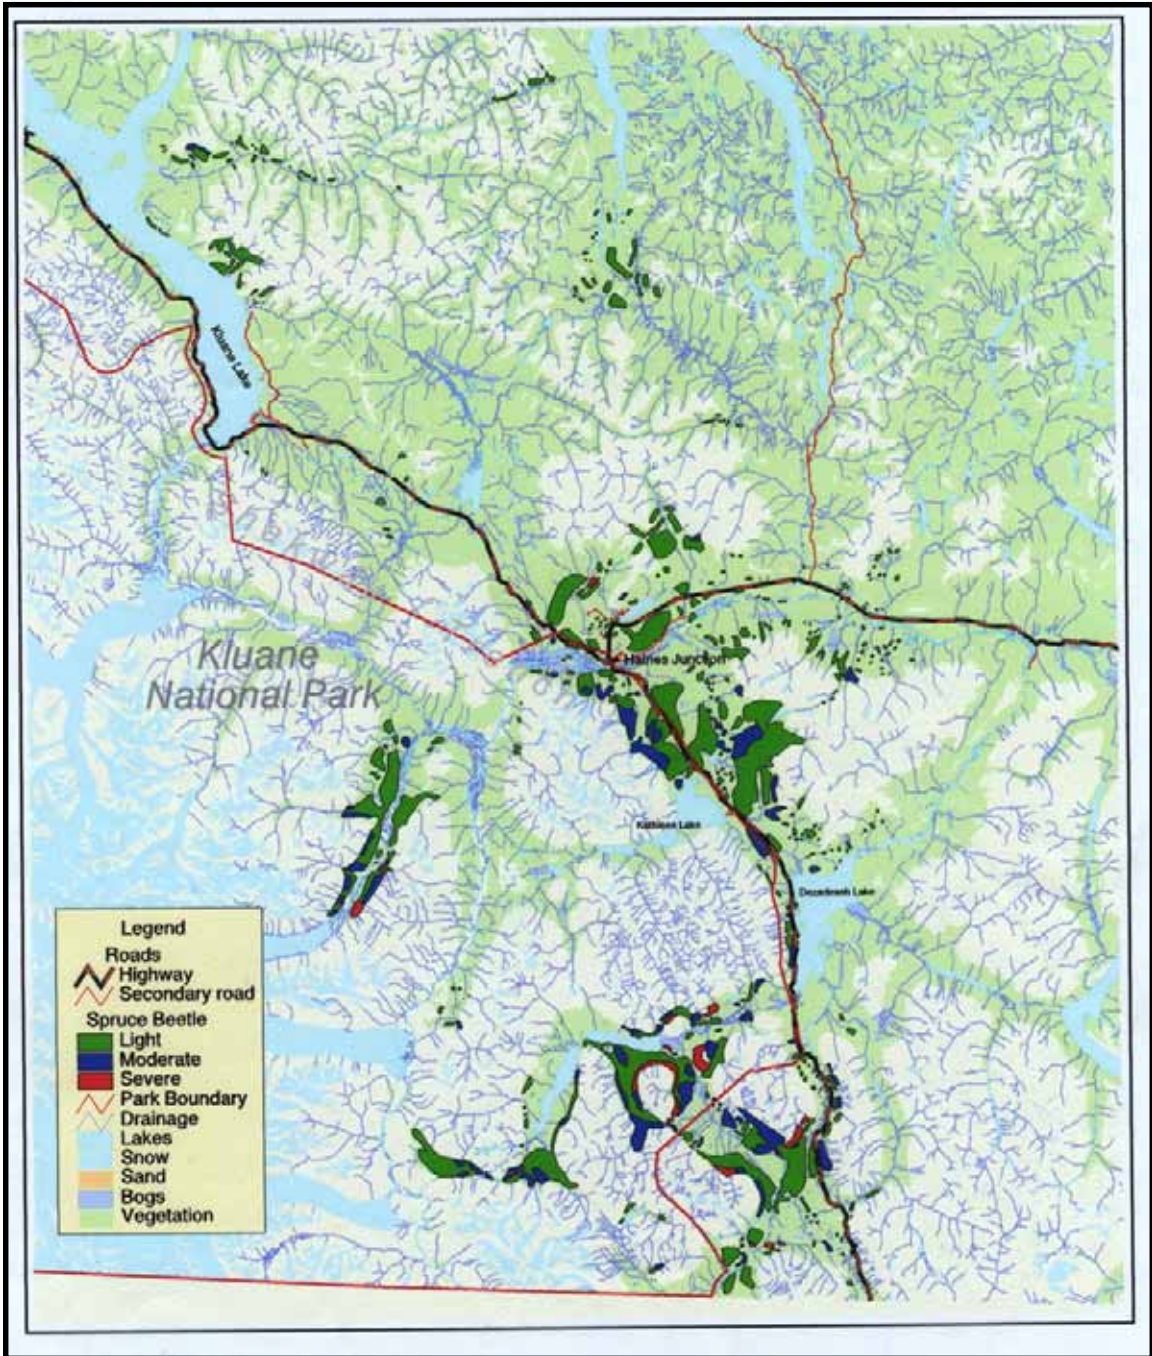 Kluane Lake
Kluane
National Park
Haines Junction
Kathleen Lake
Dezadeash Lake
Legend
Roads
Highway
Secondary road
Spruce Beetle
Light
Moderate
Severe
Park Boundary
Drainage
Lakes
Snow
Sand
Bogs
Vegetation